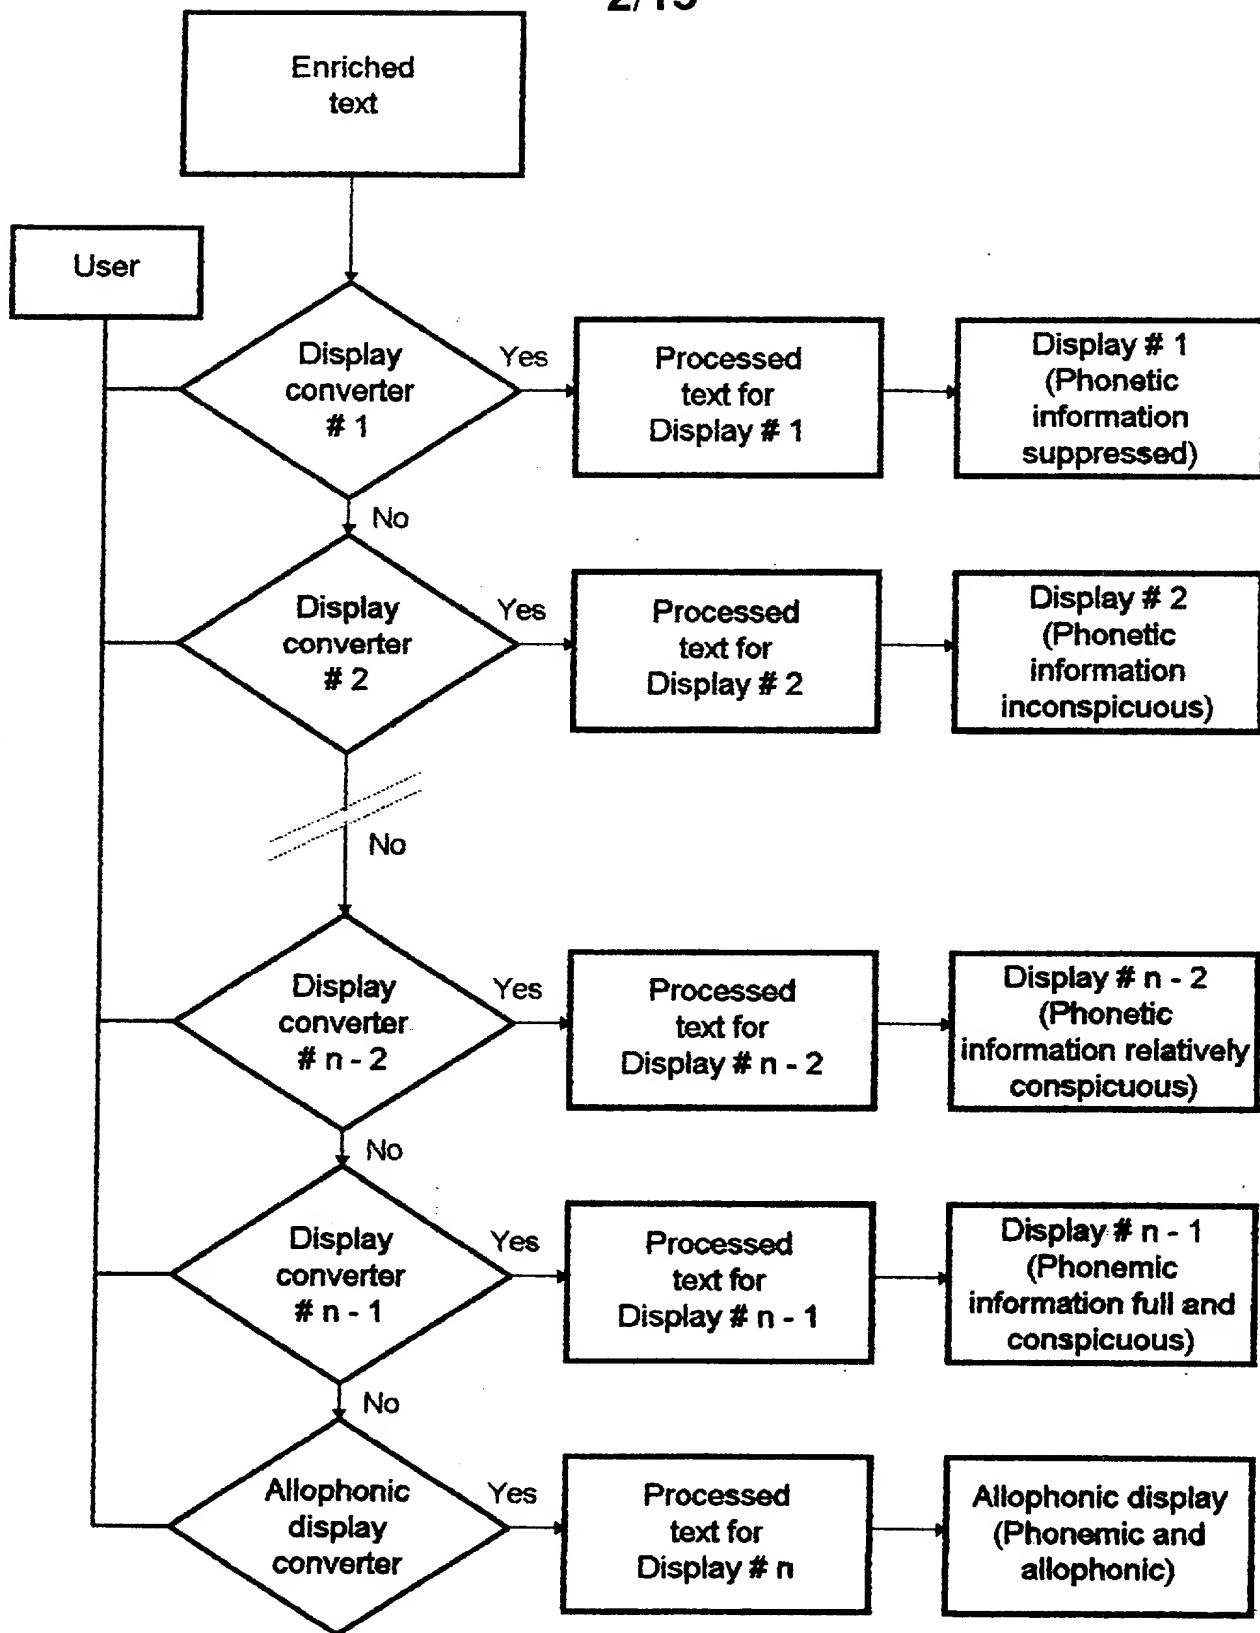 2/13
Enriched
text
User
Display
converter
# 1
Yes
Processed
text for
Display # 1
Display # 1
(Phonetic
information
suppressed)
No
Display
converter
# 2
Yes
Processed
text for
Display # 2
Display # 2
(Phonetic
information
inconspicuous)
No
Display
converter
# n - 2
Yes
Processed
text for
Display # n - 2
Display # n - 2
(Phonetic
information relatively
conspicuous)
No
Display
converter
# n - 1
Yes
Processed
text for
Display # n - 1
Display # n - 1
(Phonemic
information full and
conspicuous)
No
Allophonic
display
converter
Yes
Processed
text for
Display # n
Allophonic display
(Phonemic and
allophonic)